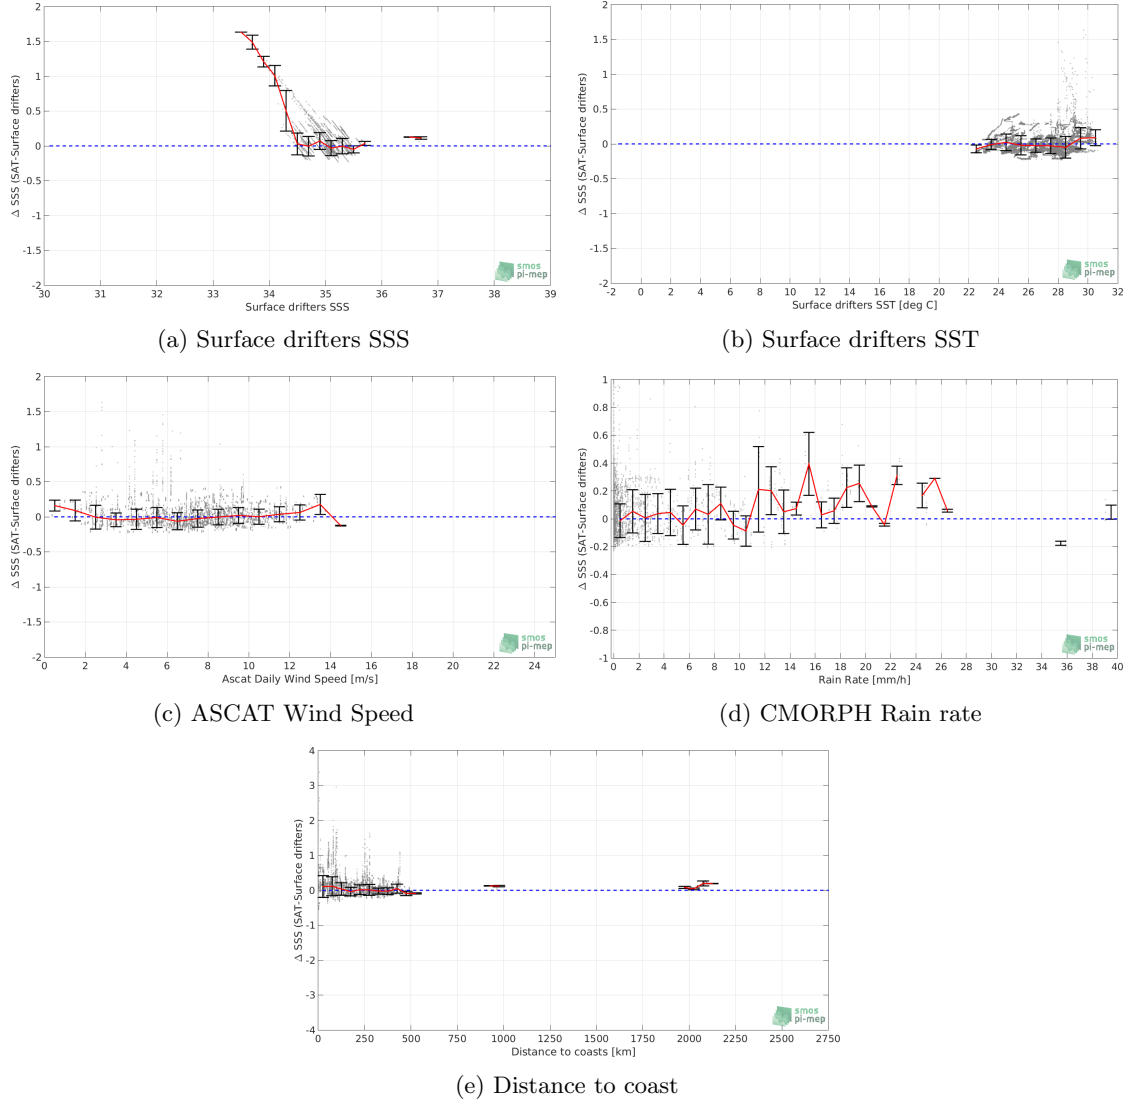 2
1.5
1
0.5
0
-0.5
-1
-1.5
-2
Δ SSS (SAT-Surface drifters)
30 31 32 33 34 35 36 37 38 39
Surface drifters SSS
smos
pi-mep
(a) Surface drifters SSS
2
1.5
1
0.5
0
-0.5
-1
-1.5
-2
Δ SSS (SAT-Surface drifters)
-2 0 2 4 6 8 10 12 14 16 18 20 22 24 26 28 30 32
Surface drifters SST [deg C]
smos
pi-mep
(b) Surface drifters SST
2
1.5
1
0.5
0
-0.5
-1
-1.5
-2
Δ SSS (SAT-Surface drifters)
0 2 4 6 8 10 12 14 16 18 20 22 24
Ascat Daily Wind Speed [m/s]
smos
pi-mep
(c) ASCAT Wind Speed
1
0.8
0.6
0.4
0.2
0
-0.2
-0.4
-0.6
-0.8
-1
Δ SSS (SAT-Surface drifters)
0 2 4 6 8 10 12 14 16 18 20 22 24 26 28 30 32 34 36 38 40
Rain Rate [mm/h]
smos
pi-mep
(d) CMORPH Rain rate
4
3
2
1
0
-1
-2
-3
-4
Δ SSS (SAT-Surface drifters)
0 250 500 750 1000 1250 1500 1750 2000 2250 2500 2750
Distance to coasts [km]
smos
pi-mep
(e) Distance to coast